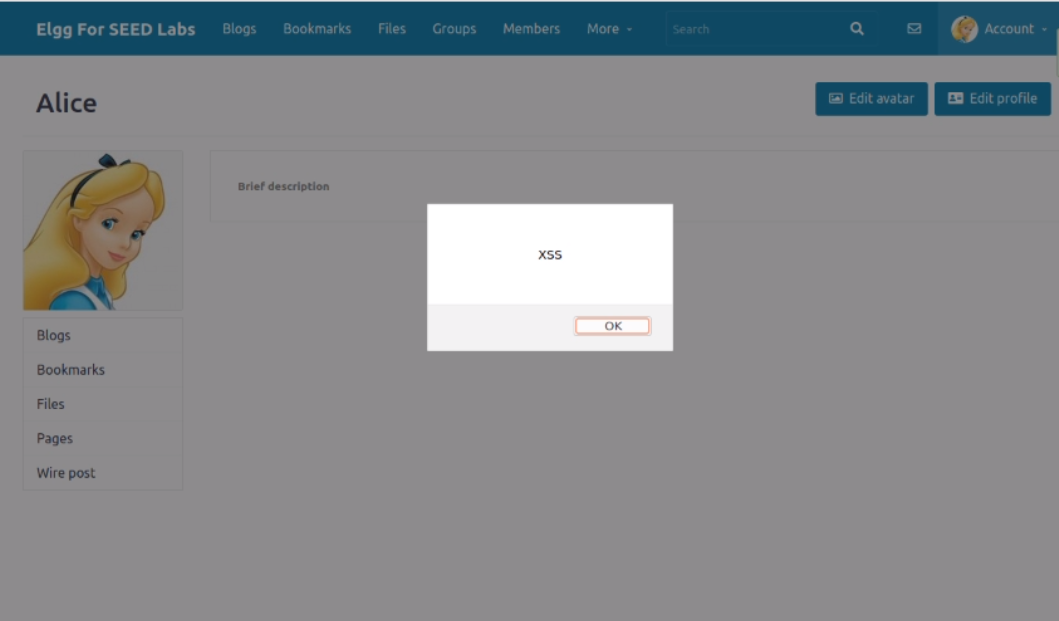 Elgg For SEED Labs Blogs Bookmarks Files Groups Members More Search Account
Alice Edit avatar Edit profile
Brief description
XSS
OK
Blogs
Bookmarks
Files
Pages
Wire post